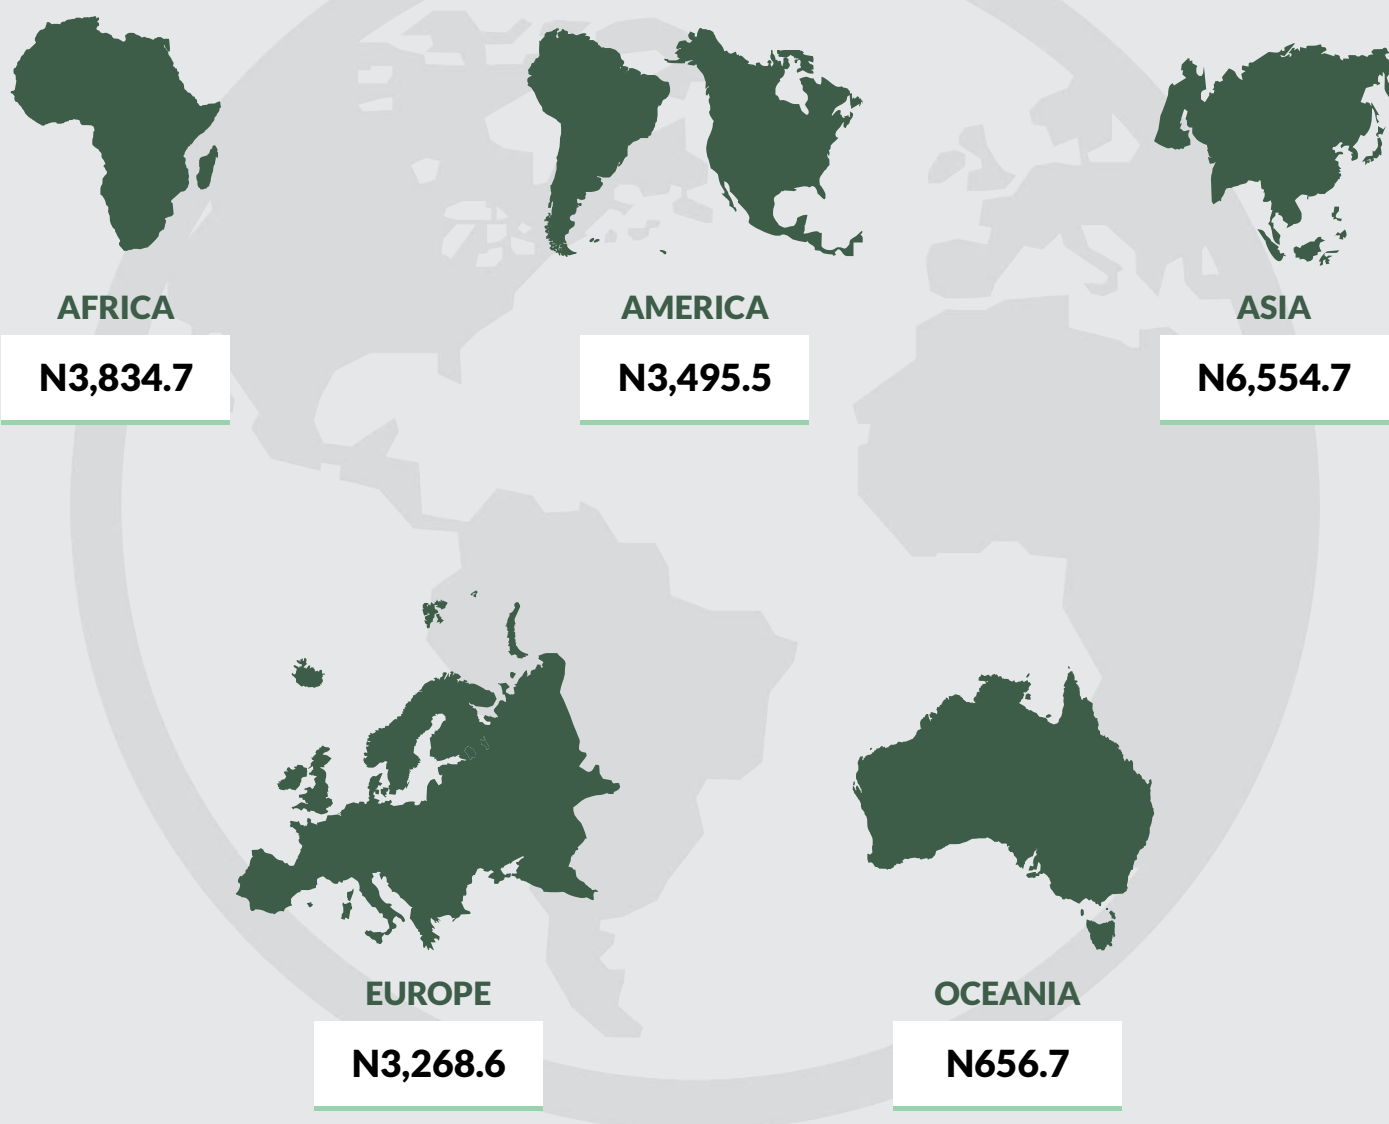 AFRICA
N3,834.7
AMERICA
N3,495.5
ASIA
N6,554.7
EUROPE
N3,268.6
OCEANIA
N656.7